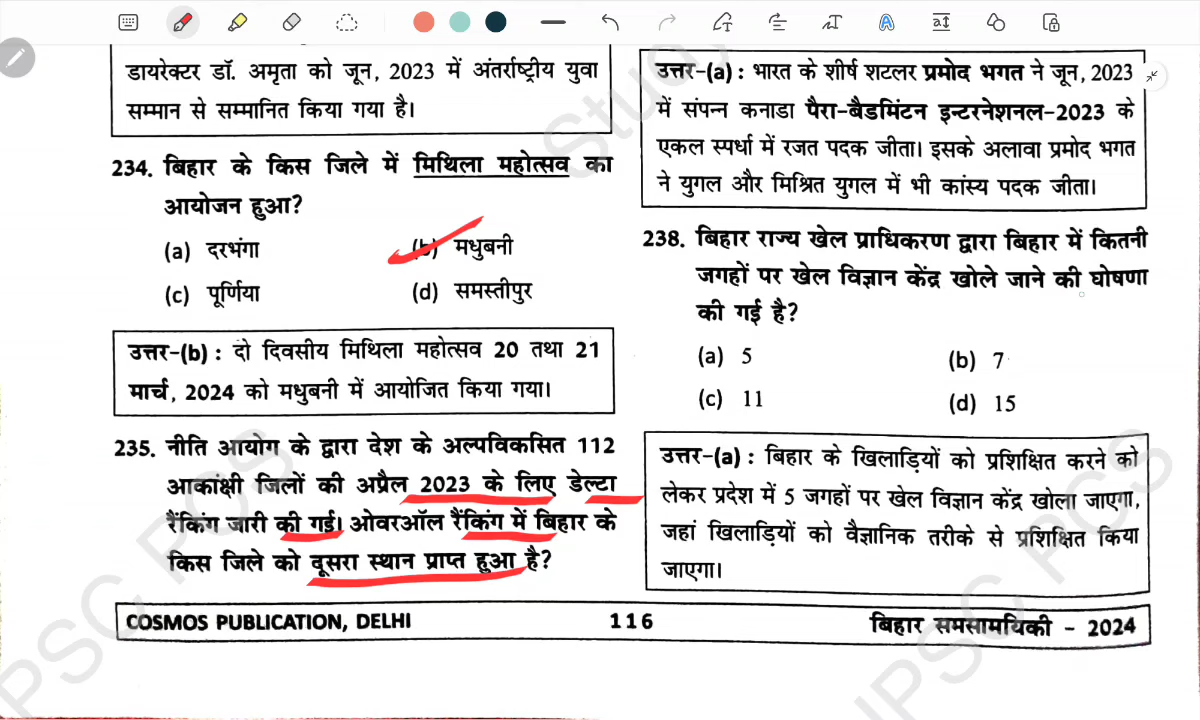 डायरेक्टर डॉ. अमृता को जून, 2023 में अंतर्राष्ट्रीय युवा
सम्मान से सम्मानित किया गया है।
234. बिहार के किस जिले में मिथिला महोत्सव का
आयोजन हुआ?
(a) दरभंगा (b) मधुबनी
(c) पूर्णिया (d) समस्तीपुर
उत्तर-(b) : दो दिवसीय मिथिला महोत्सव 20 तथा 21
मार्च, 2024 को मधुबनी में आयोजित किया गया।
235. नीति आयोग के द्वारा देश के अल्पविकसित 112
आकांक्षी जिलों की अप्रैल 2023 के लिए डेल्टा
रैंकिंग जारी की गई। ओवरऑल रैंकिंग में बिहार के
किस जिले को दूसरा स्थान प्राप्त हुआ है?
उत्तर-(a) : भारत के शीर्ष शटलर प्रमोद भगत ने जून, 2023
में संपन्न कनाडा पैरा-बैडमिंटन इन्टरनेशनल-2023 के
एकल स्पर्धा में रजत पदक जीता। इसके अलावा प्रमोद भगत
ने युगल और मिश्रित युगल में भी कांस्य पदक जीता।
238. बिहार राज्य खेल प्राधिकरण द्वारा बिहार में कितनी
जगहों पर खेल विज्ञान केंद्र खोले जाने की घोषणा
की गई है?
(a) 5 (b) 7
(c) 11 (d) 15
उत्तर-(a) : बिहार के खिलाड़ियों को प्रशिक्षित करने को
लेकर प्रदेश में 5 जगहों पर खेल विज्ञान केंद्र खोला जाएगा,
जहां खिलाड़ियों को वैज्ञानिक तरीके से प्रशिक्षित किया
जाएगा।
COSMOS PUBLICATION, DELHI 116 बिहार समसामयिकी - 2024